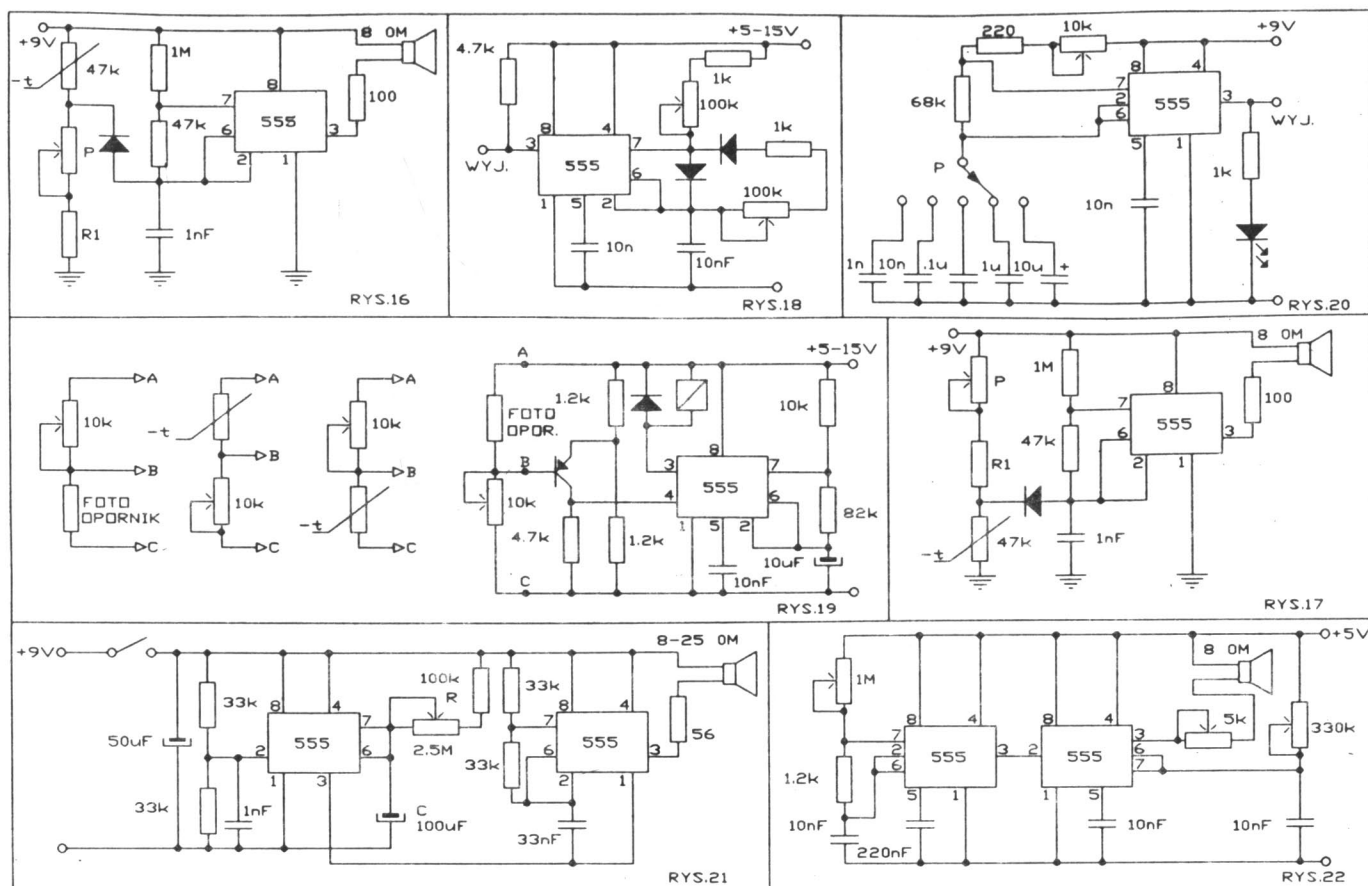 +9V
8 OM
1M
-t
47k
8
100
7
47k
6
555
3
P
2
1
R1
1nF
RYS.16
+5-15V
4.7k
1k
100k
8
4
1k
7
3
555
WYJ.
6
100k
1
5
2
10n
10nF
RYS.18
220
10k
+9V
8
4
7
68k
2
555
3
6
WYJ.
5
1
P
1k
10n
1n
10n
.1u
1u
10u
+
RYS.20
A
10k
B
FOTO
OPORNIK
C
A
-t
B
10k
C
A
10k
B
-t
C
A
+5-15V
1.2k
10k
FOTO
OPOR.
8
B
3
555
7
10k
4
6
82k
1
5
2
4.7k
1.2k
10uF
10nF
C
RYS.19
8 OM
+9V
P
1M
8
100
7
6
555
3
R1
47k
2
1
-t
47k
1nF
RYS.17
+9V
8-25 OM
33k
100k
33k
R
8
4
8
4
7
7
50uF
2
555
6
2.5M
6
555
3
56
1
3
33k
2
1
33k
1nF
C
100uF
33nF
RYS.21
+5V
8 OM
1M
8
4
8
4
5k
7
3
330k
2
555
3
2
555
6
6
7
1.2k
5
1
1
5
10nF
10nF
10nF
220nF
RYS.22